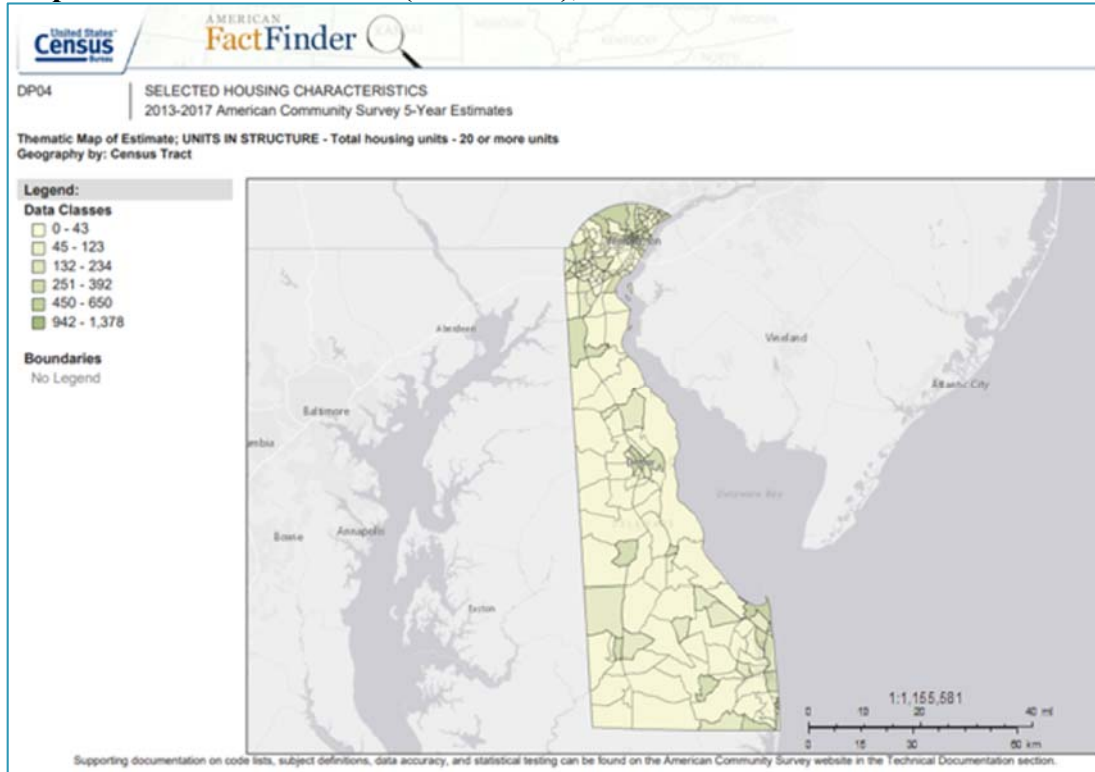 United States®
Census
Bureau
AMERICAN
FactFinder
KENTUCKY
DP04
SELECTED HOUSING CHARACTERISTICS
2013-2017 American Community Survey 5-Year Estimates
Thematic Map of Estimate; UNITS IN STRUCTURE - Total housing units - 20 or more units
Geography by: Census Tract
Legend:
Data Classes
0 - 43
45 - 123
132 - 234
251 - 392
450 - 650
942 - 1,378
Boundaries
No Legend
Aberdeen
Vineland
Atlantic City
Baltimore
Delaware Bay
Bowie
Annapolis
Easton
1:1,155,581
0 10 20 40 mi
0 15 30 60 km
Supporting documentation on code lists, subject definitions, data accuracy, and statistical testing can be found on the American Community Survey website in the Technical Documentation section.